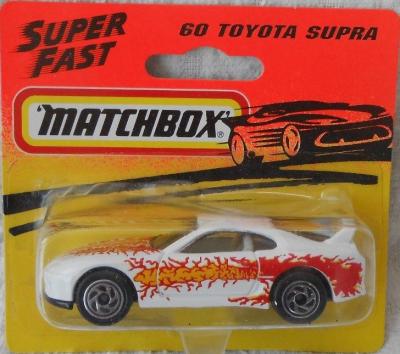 SUPER
FAST
60 TOYOTA SUPRA
'MATCHBOX'